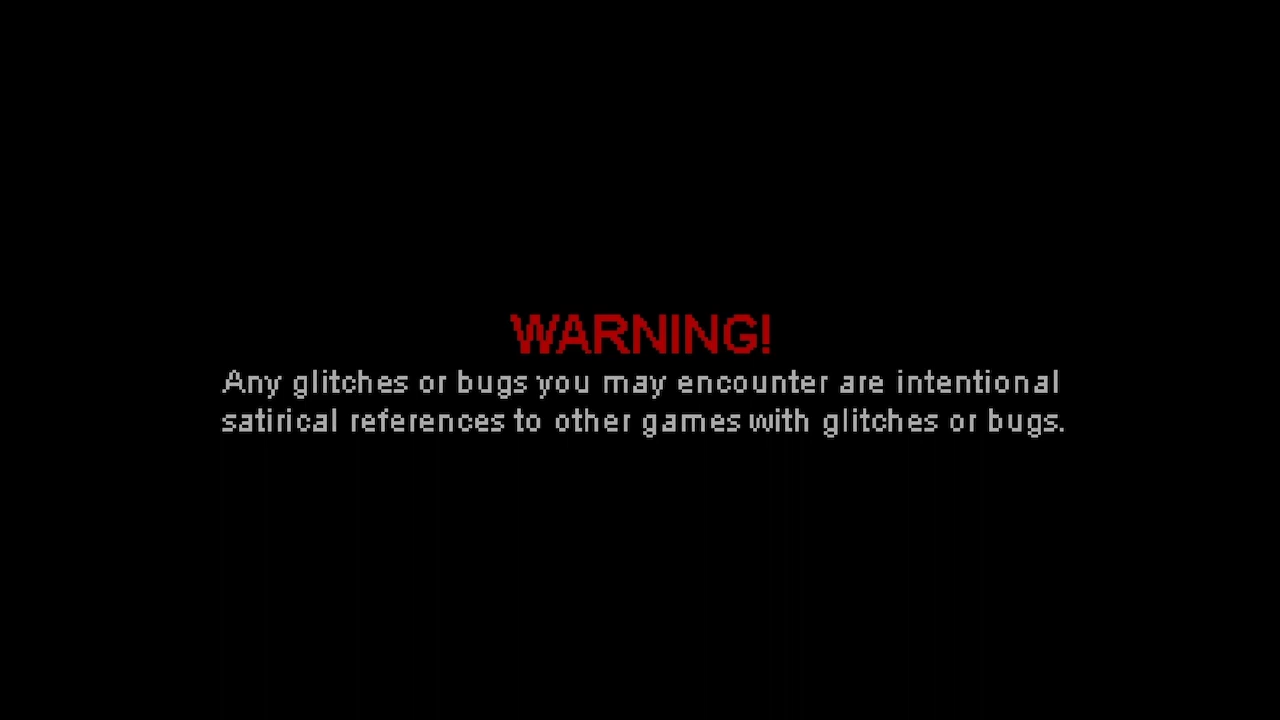 WARNING!
Any glitches or bugs you may encounter are intentional
satirical references to other games with glitches or bugs.